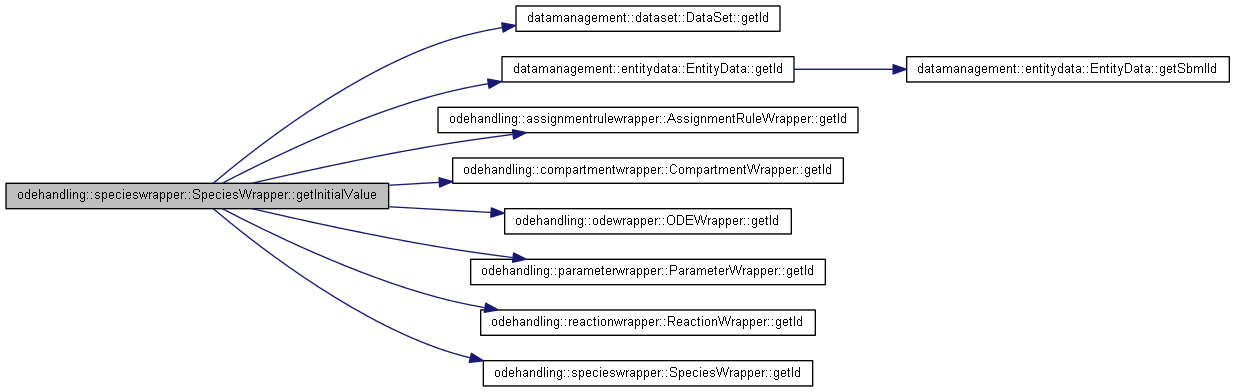 datamanagement::dataset::DataSet::getId
datamanagement::entitydata::EntityData::getId
datamanagement::entitydata::EntityData::getSbmlId
odehandling::assignmentrulewrapper::AssignmentRuleWrapper::getId
odehandling::compartmentwrapper::CompartmentWrapper::getId
odehandling::specieswrapper::SpeciesWrapper::getInitialValue
odehandling::odewrapper::ODEWrapper::getId
odehandling::parameterwrapper::ParameterWrapper::getId
odehandling::reactionwrapper::ReactionWrapper::getId
odehandling::specieswrapper::SpeciesWrapper::getId